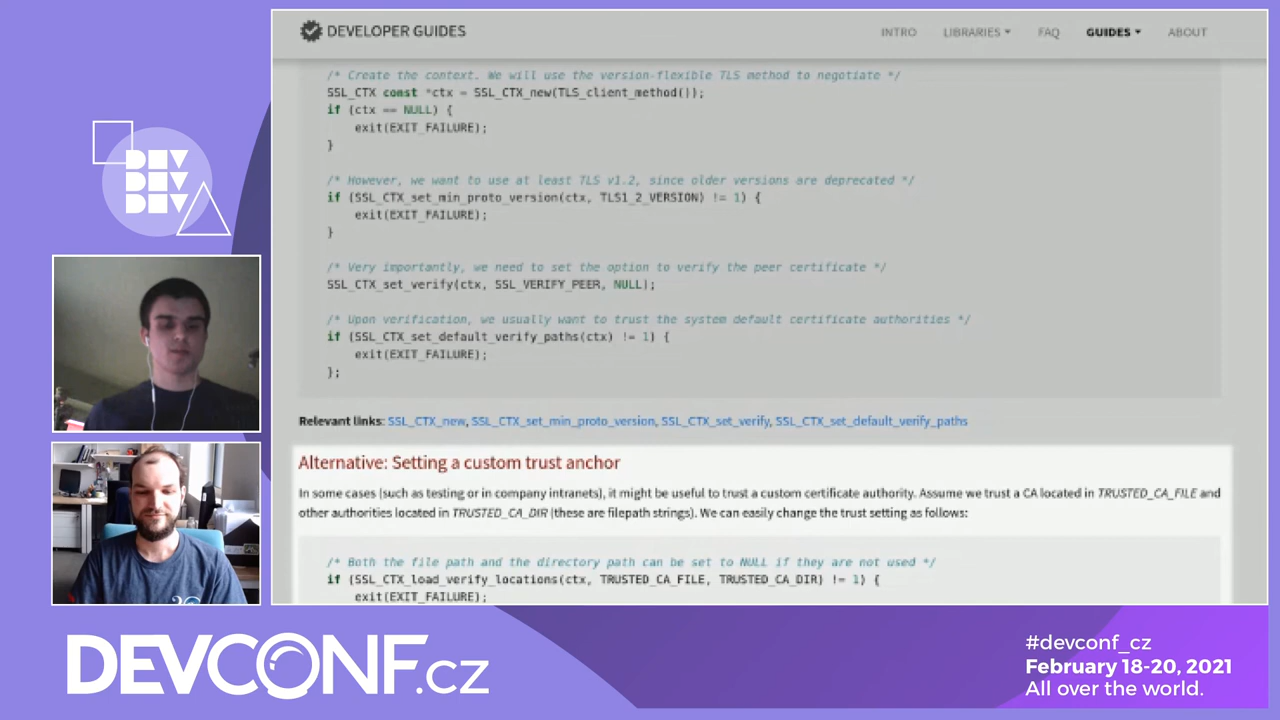 DEVELOPER GUIDES
INTRO LIBRARIES FAQ GUIDES ABOUT
/* Create the context. We will use the version-flexible TLS method to negotiate */
SSL_CTX const *ctx = SSL_CTX_new(TLS_client_method());
if (ctx == NULL) {
exit(EXIT_FAILURE);
}
/* However, we want to use at least TLS v1.2, since older versions are deprecated */
if (SSL_CTX_set_min_proto_version(ctx, TLS1_2_VERSION) != 1) {
exit(EXIT_FAILURE);
}
/* Very importantly, we need to set the option to verify the peer certificate */
SSL_CTX_set_verify(ctx, SSL_VERIFY_PEER, NULL);
/* Upon verification, we usually want to trust the system default certificate authorities */
if (SSL_CTX_set_default_verify_paths(ctx) != 1) {
exit(EXIT_FAILURE);
};
Relevant links: SSL_CTX_new, SSL_CTX_set_min_proto_version, SSL_CTX_set_verify, SSL_CTX_set_default_verify_paths
Alternative: Setting a custom trust anchor
In some cases (such as testing or in company intranets), it might be useful to trust a custom certificate authority. Assume we trust a CA located in TRUSTED_CA_FILE and
other authorities located in TRUSTED_CA_DIR (these are filepath strings). We can easily change the trust setting as follows:
/* Both the file path and the directory path can be set to NULL if they are not used */
if (SSL_CTX_load_verify_locations(ctx, TRUSTED_CA_FILE, TRUSTED_CA_DIR) != 1) {
exit(EXIT_FAILURE);
DEV
DEV
DEV
DEVCONF.cz
#devconf_cz
February 18-20, 2021
All over the world.